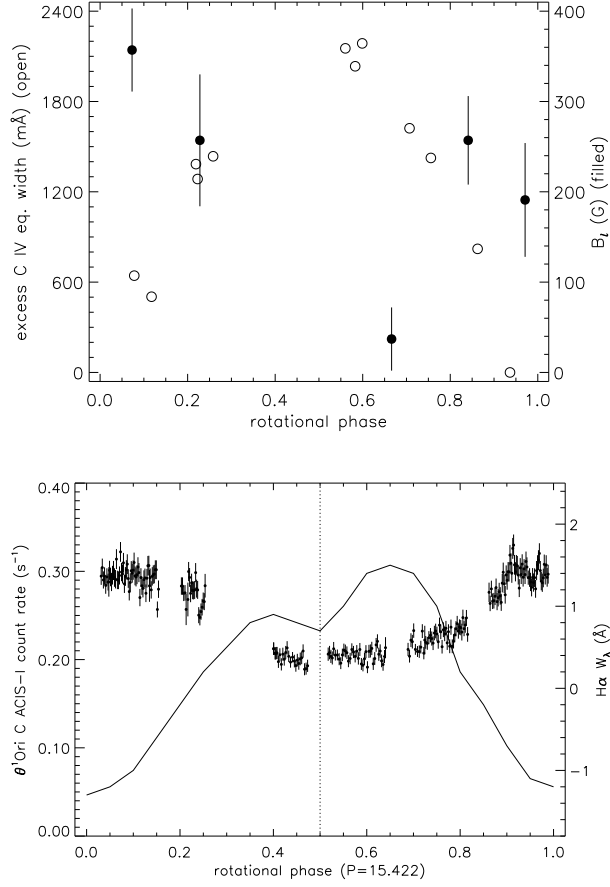 2400
1800
1200
600
0
excess C IV eq. width (mÅ) (open)
400
300
200
100
0
B_l (G) (filled)
0.0 0.2 0.4 0.6 0.8 1.0
rotational phase
0.40
0.30
0.20
0.10
0.00
θ¹Ori C ACIS−I count rate (s⁻¹)
2
1
0
−1
Hα W_λ (Å)
0.0 0.2 0.4 0.6 0.8 1.0
rotational phase (P=15.422)